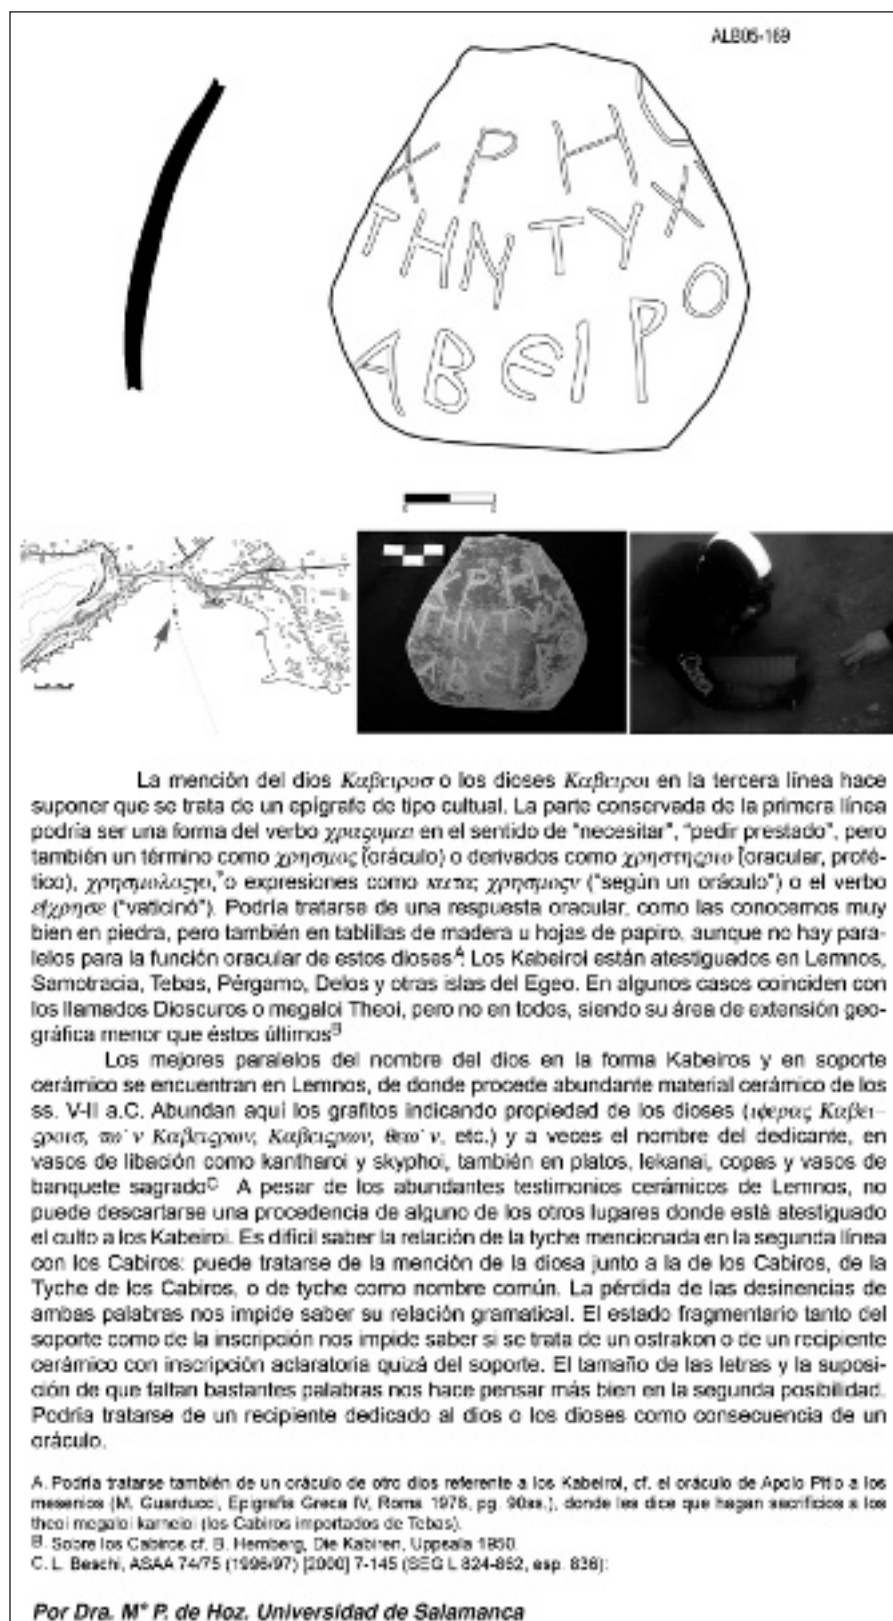 ALB05-169
ΧΡΗ
ΤΗΝ ΤΥΧ
ΑΒΕΙΡΟ
La mención del dios Καβειροσ o los dioses Καβειροι en la tercera línea hace
suponer que se trata de un epígrafe de tipo cultual. La parte conservada de la primera línea
podría ser una forma del verbo en el sentido de "necesitar", "pedir prestado", pero
también un término como χρησμος (oráculo) o derivados como (oracular, profé-
tico), o expresiones como ("según un oráculo") o el verbo
("vaticinó"). Podría tratarse de una respuesta oracular, como las conocemos muy
bien en piedra, pero también en tablillas de madera u hojas de papiro, aunque no hay para-
lelos para la función oracular de estos dioses A Los Kabeiroi están atestiguados en Lemnos,
Samotracia, Tebas, Pérgamo, Delos y otras islas del Egeo. En algunos casos coinciden con
los llamados Dioscuros o megaloi Theoi, pero no en todos, siendo su área de extensión geo-
gráfica menor que éstos últimos B
Los mejores paralelos del nombre del dios en la forma Kabeiros y en soporte
cerámico se encuentran en Lemnos, de donde procede abundante material cerámico de los
ss. V-II a.C. Abundan aquí los grafitos indicando propiedad de los dioses (
etc.) y a veces el nombre del dedicante, en
vasos de libación como kantharoi y skyphoi, también en platos, lekanai, copas y vasos de
banquete sagrado C A pesar de los abundantes testimonios cerámicos de Lemnos, no
puede descartarse una procedencia de alguno de los otros lugares donde está atestiguado
el culto a los Kabeiroi. Es difícil saber la relación de la tyche mencionada en la segunda línea
con los Cabiros: puede tratarse de la mención de la diosa junto a la de los Cabiros, de la
Tyche de los Cabiros, o de tyche como nombre común. La pérdida de las desinencias de
ambas palabras nos impide saber su relación gramatical. El estado fragmentario tanto del
soporte como de la inscripción nos impide saber si se trata de un ostrakon o de un recipiente
cerámico con inscripción aclaratoria quizá del soporte. El tamaño de las letras y la suposi-
ción de que faltan bastantes palabras nos hace pensar más bien en la segunda posibilidad.
Podría tratarse de un recipiente dedicado al dios o los dioses como consecuencia de un
oráculo.
A. Podría tratarse también de un oráculo de otro dios referente a los Kabeiroi, cf. el oráculo de Apolo Pitio a los
mesenios (M. Guarducci, Epigrafia Greca IV, Roma 1978, pg. 90ss.), donde les dice que hagan sacrificios a los
theoi megaloi karneioi (los Cabiros importados de Tebas).
B. Sobre los Cabiros cf. B. Hemberg, Die Kabiren, Uppsala 1950.
C. L. Beschi, ASAA 74/75 (1996/97) [2000] 7-145 (SEG L 824-862, esp. 836):
Por Dra. Mª P. de Hoz. Universidad de Salamanca